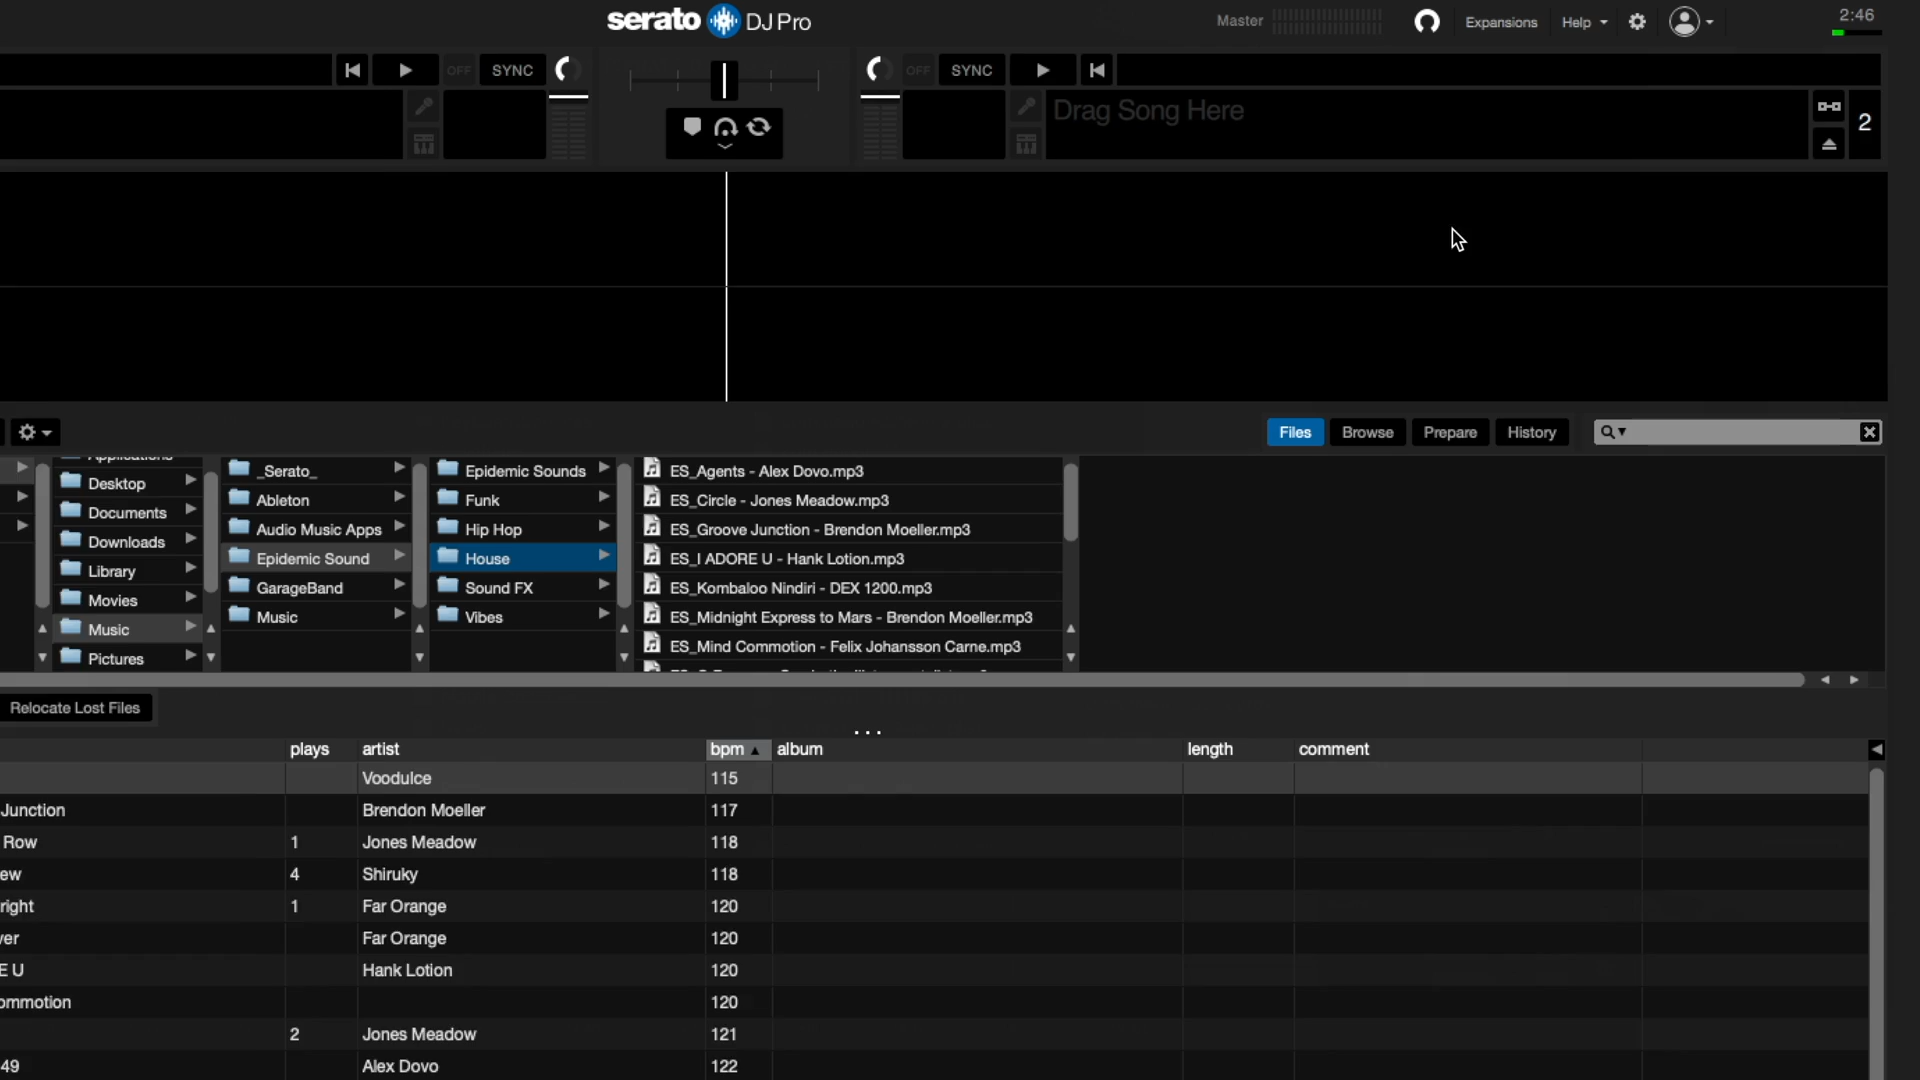 serato DJ Pro
Master
Expansions
Help
2:46
OFF
SYNC
OFF
SYNC
Drag Song Here
2
Files
Browse
Prepare
History
Desktop
Documents
Downloads
Library
Movies
Music
Pictures
_Serato_
Ableton
Audio Music Apps
Epidemic Sound
GarageBand
Music
Epidemic Sounds
Funk
Hip Hop
House
Sound FX
Vibes
ES_Agents - Alex Dovo.mp3
ES_Circle - Jones Meadow.mp3
ES_Groove Junction - Brendon Moeller.mp3
ES_I ADORE U - Hank Lotion.mp3
ES_Kombaloo Nindiri - DEX 1200.mp3
ES_Midnight Express to Mars - Brendon Moeller.mp3
ES_Mind Commotion - Felix Johansson Carne.mp3
Relocate Lost Files
...
plays artist bpm album length comment
Voodulce 115
Junction Brendon Moeller 117
Row 1 Jones Meadow 118
ew 4 Shiruky 118
right 1 Far Orange 120
ver Far Orange 120
E U Hank Lotion 120
ommotion 120
2 Jones Meadow 121
49 Alex Dovo 122